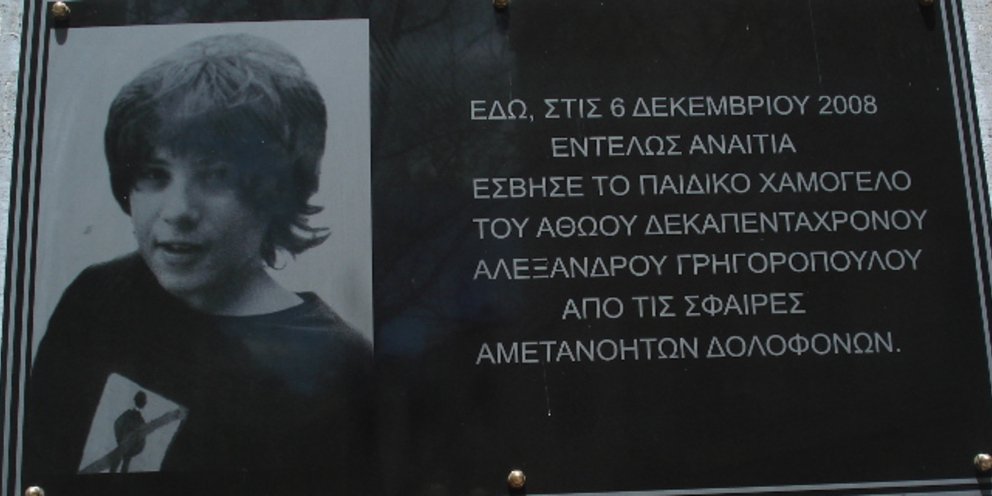 ΕΔΩ, ΣΤΙΣ 6 ΔΕΚΕΜΒΡΙΟΥ 2008
ΕΝΤΕΛΩΣ ΑΝΑΙΤΙΑ
ΕΣΒΗΣΕ ΤΟ ΠΑΙΔΙΚΟ ΧΑΜΟΓΕΛΟ
ΤΟΥ ΑΘΩΟΥ ΔΕΚΑΠΕΝΤΑΧΡΟΝΟΥ
ΑΛΕΞΑΝΔΡΟΥ ΓΡΗΓΟΡΟΠΟΥΛΟΥ
ΑΠΟ ΤΙΣ ΣΦΑΙΡΕΣ
ΑΜΕΤΑΝΟΗΤΩΝ ΔΟΛΟΦΟΝΩΝ.